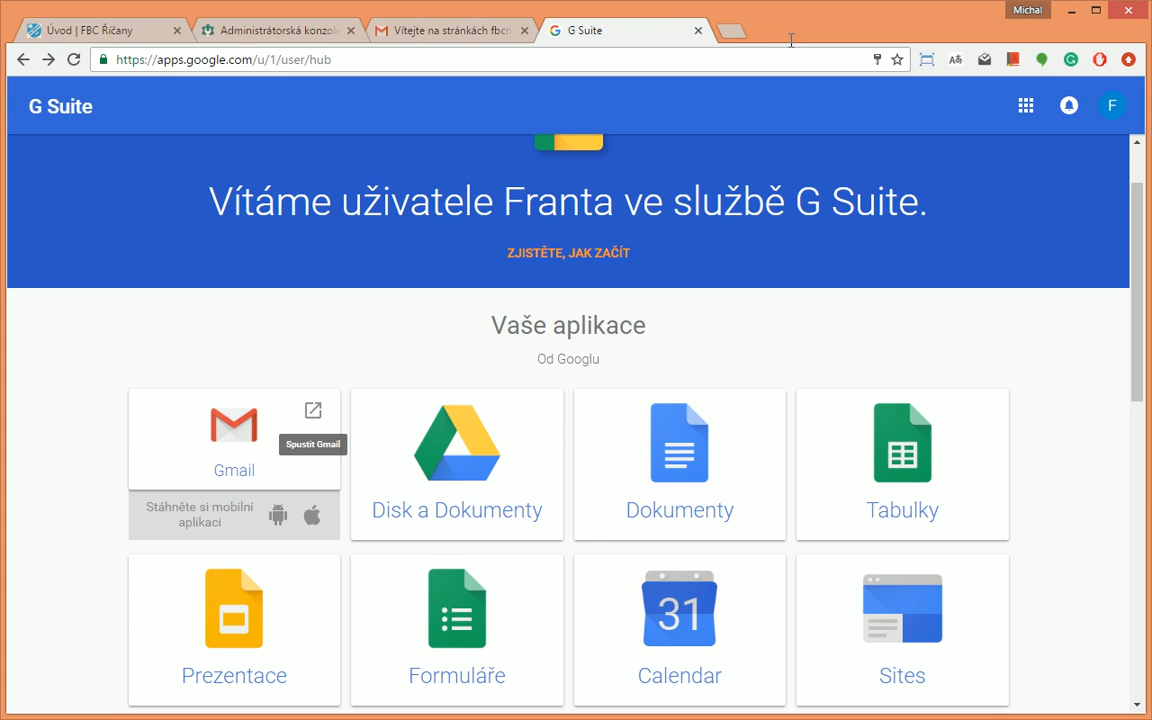 Michal
Úvod | FBC Říčany
Administrátorská konzol
Vítejte na stránkách fbcr
G Suite
https://apps.google.com/u/1/user/hub
G Suite
F
Vítáme uživatele Franta ve službě G Suite.
ZJISTĚTE, JAK ZAČÍT
Vaše aplikace
Od Googlu
Spustit Gmail
Gmail
Stáhněte si mobilní
aplikaci
Disk a Dokumenty
Dokumenty
Tabulky
31
Prezentace
Formuláře
Calendar
Sites